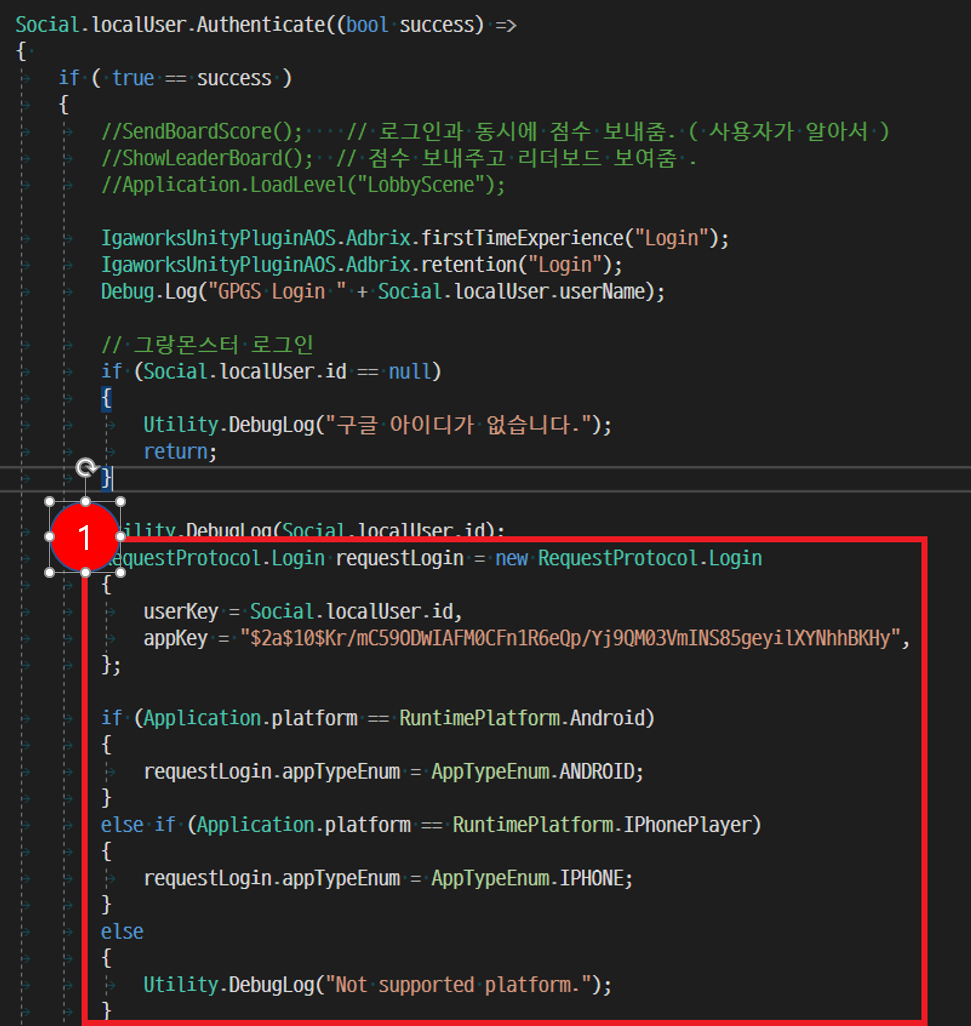 Social.localUser.Authenticate((bool success) =>
{
if ( true == success )
{
//SendBoardScore();    // 로그인과 동시에 점수 보내줌. ( 사용자가 알아서 )
//ShowLeaderBoard();  // 점수 보내주고 리더보드 보여줌 .
//Application.LoadLevel("LobbyScene");
IgaworksUnityPluginAOS.Adbrix.firstTimeExperience("Login");
IgaworksUnityPluginAOS.Adbrix.retention("Login");
Debug.Log("GPGS Login " + Social.localUser.userName);
// 그랑몬스터 로그인
if (Social.localUser.id == null)
{
Utility.DebugLog("구글 아이디가 없습니다.");
return;
}
1
ility.DebugLog(Social.localUser.id);
equestProtocol.Login requestLogin = new RequestProtocol.Login
{
userKey = Social.localUser.id,
appKey = "$2a$10$Kr/mC59ODWIAFM0CFn1R6eQp/Yj9QM03VmINS85geyilXYNhhBKHy",
};
if (Application.platform == RuntimePlatform.Android)
{
requestLogin.appTypeEnum = AppTypeEnum.ANDROID;
}
else if (Application.platform == RuntimePlatform.IPhonePlayer)
{
requestLogin.appTypeEnum = AppTypeEnum.IPHONE;
}
else
{
Utility.DebugLog("Not supported platform.");
}